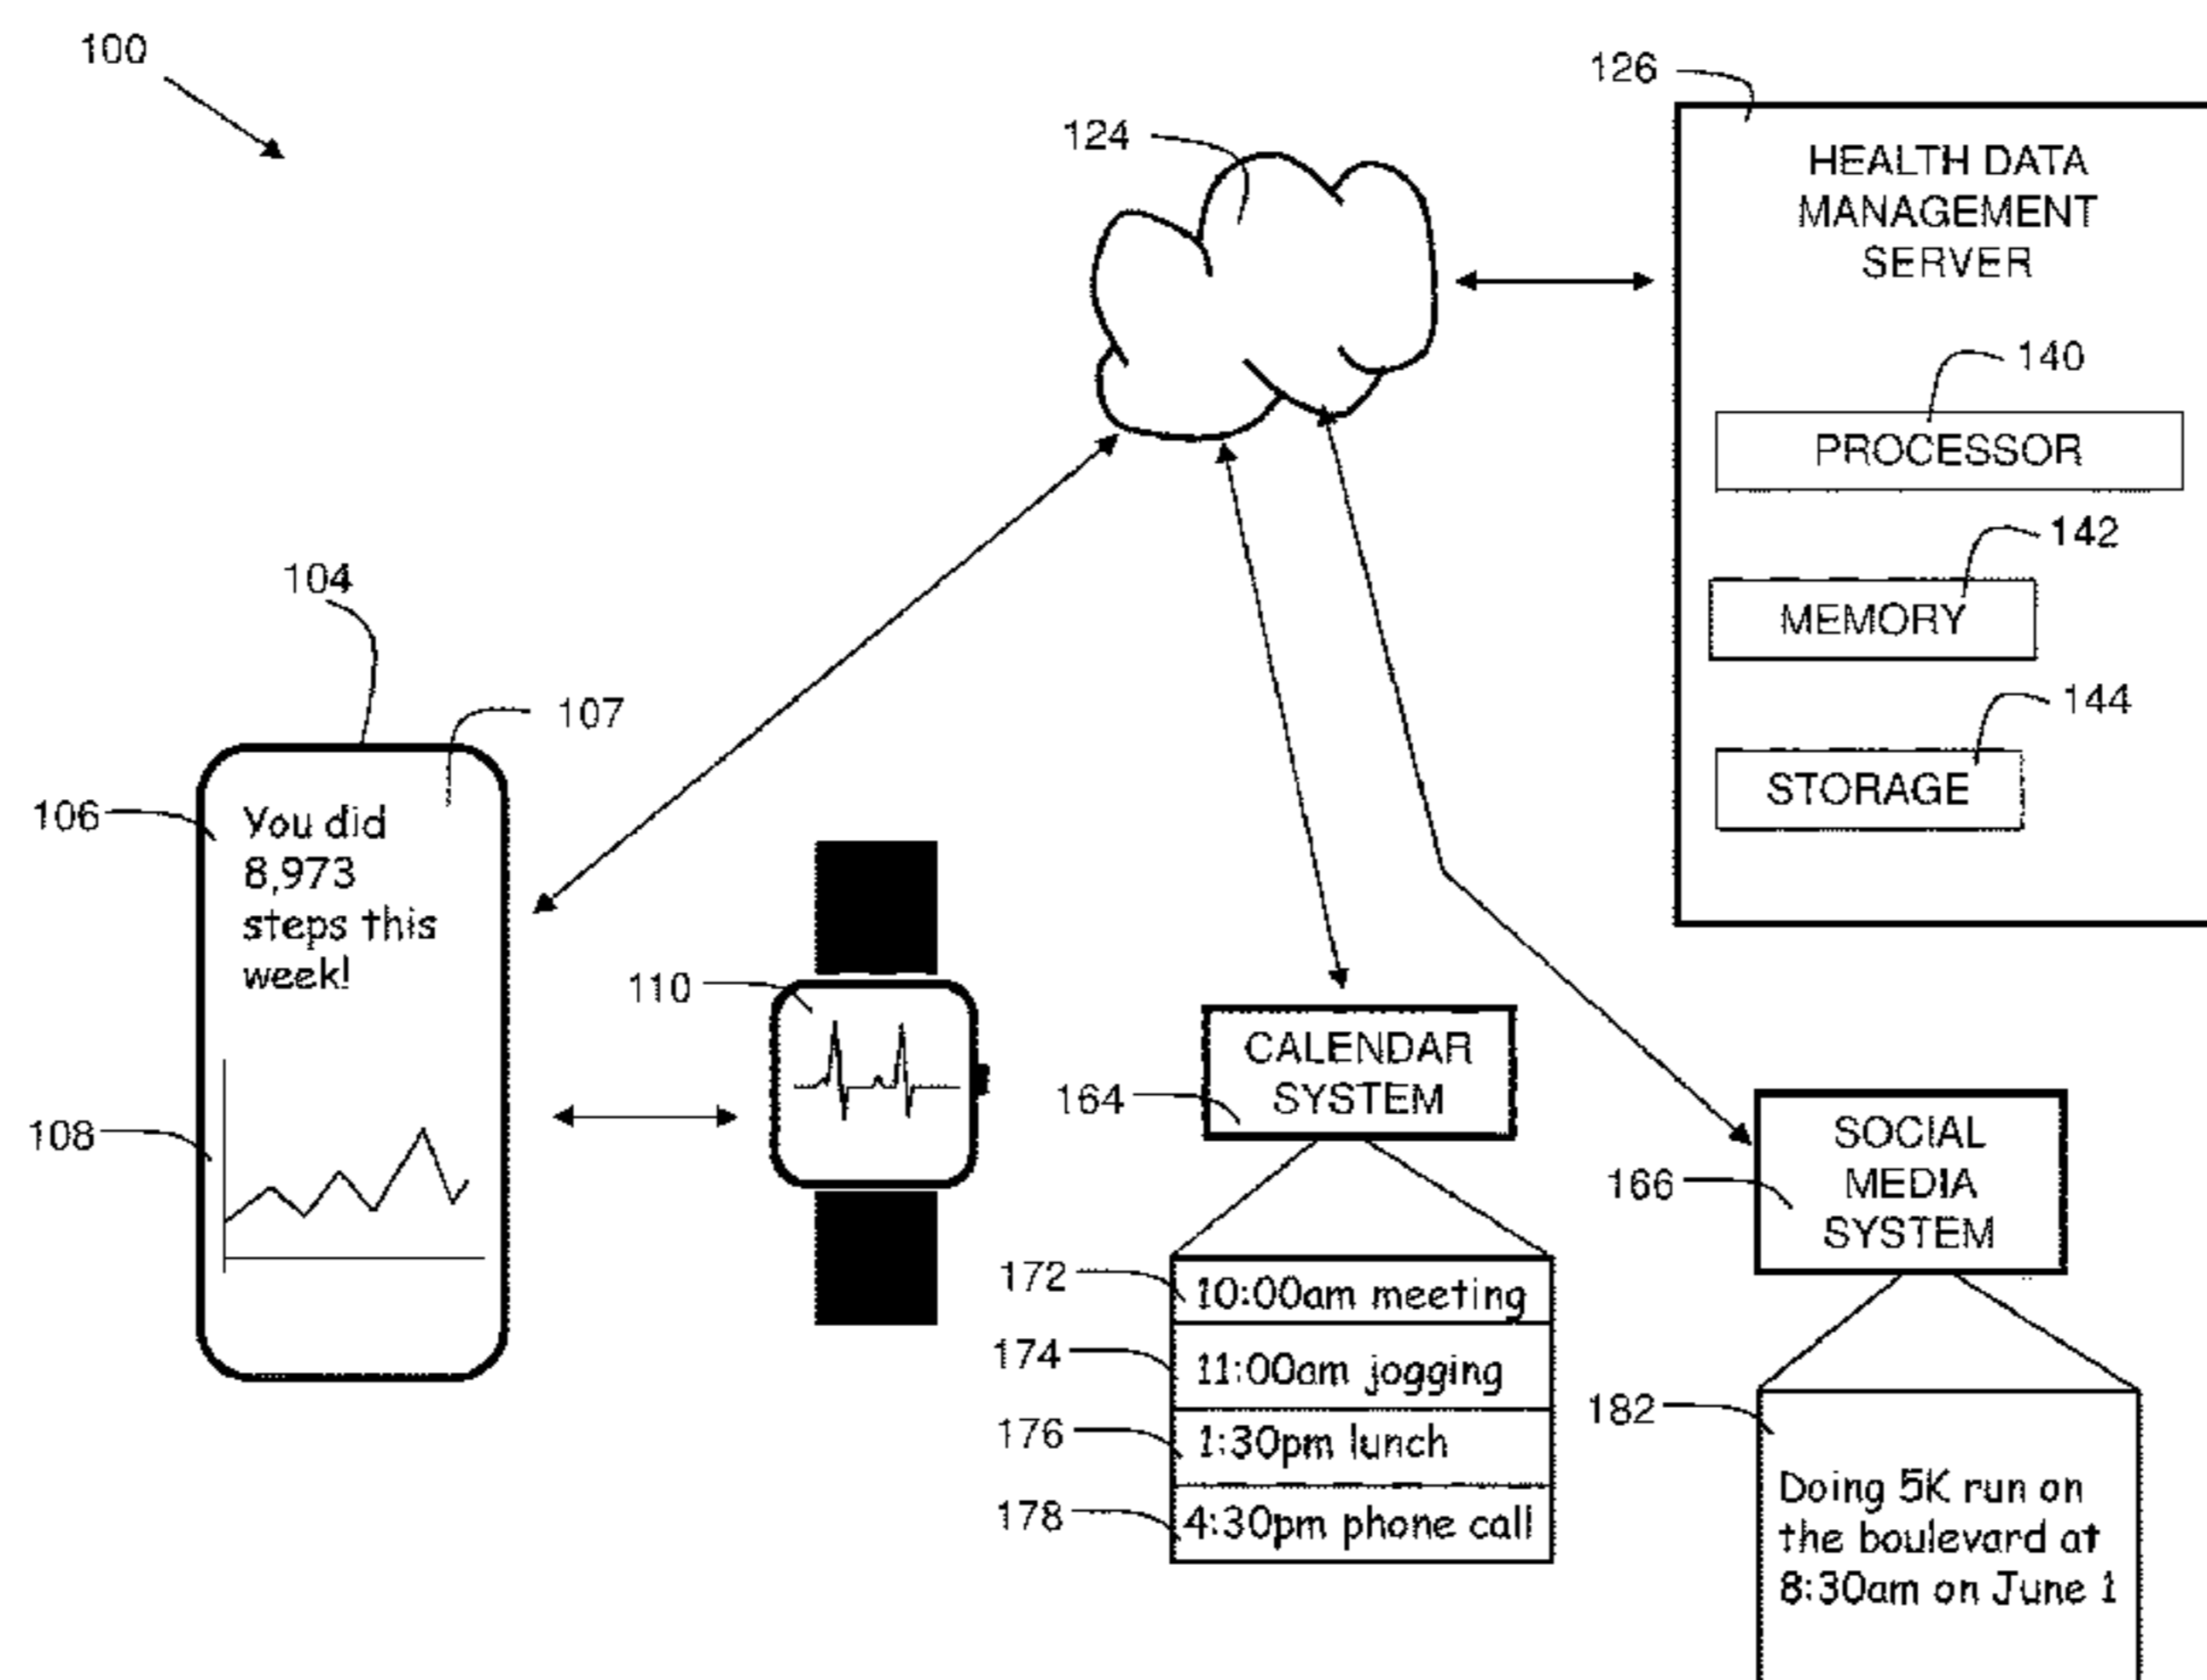 100
126
124
HEALTH DATA
MANAGEMENT
SERVER
140
PROCESSOR
142
MEMORY
144
STORAGE
104
107
106
You did
8,973
steps this
week!
108
110
CALENDAR
SYSTEM
164
SOCIAL
MEDIA
SYSTEM
166
172
10:00am meeting
174
11:00am jogging
176
1:30pm lunch
178
4:30pm phone call
182
Doing 5K run on
the boulevard at
8:30am on June 1